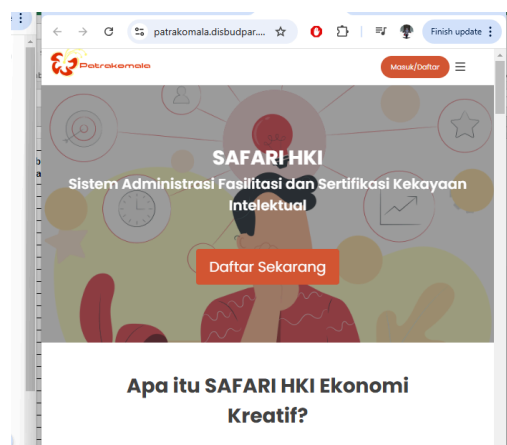 patrakomala.disbudpar....
Finish update
Patrakomala
Masuk/Daftar
SAFARI HKI
Sistem Administrasi Fasilitasi dan Sertifikasi Kekayaan
Intelektual
Daftar Sekarang
Apa itu SAFARI HKI Ekonomi
Kreatif?